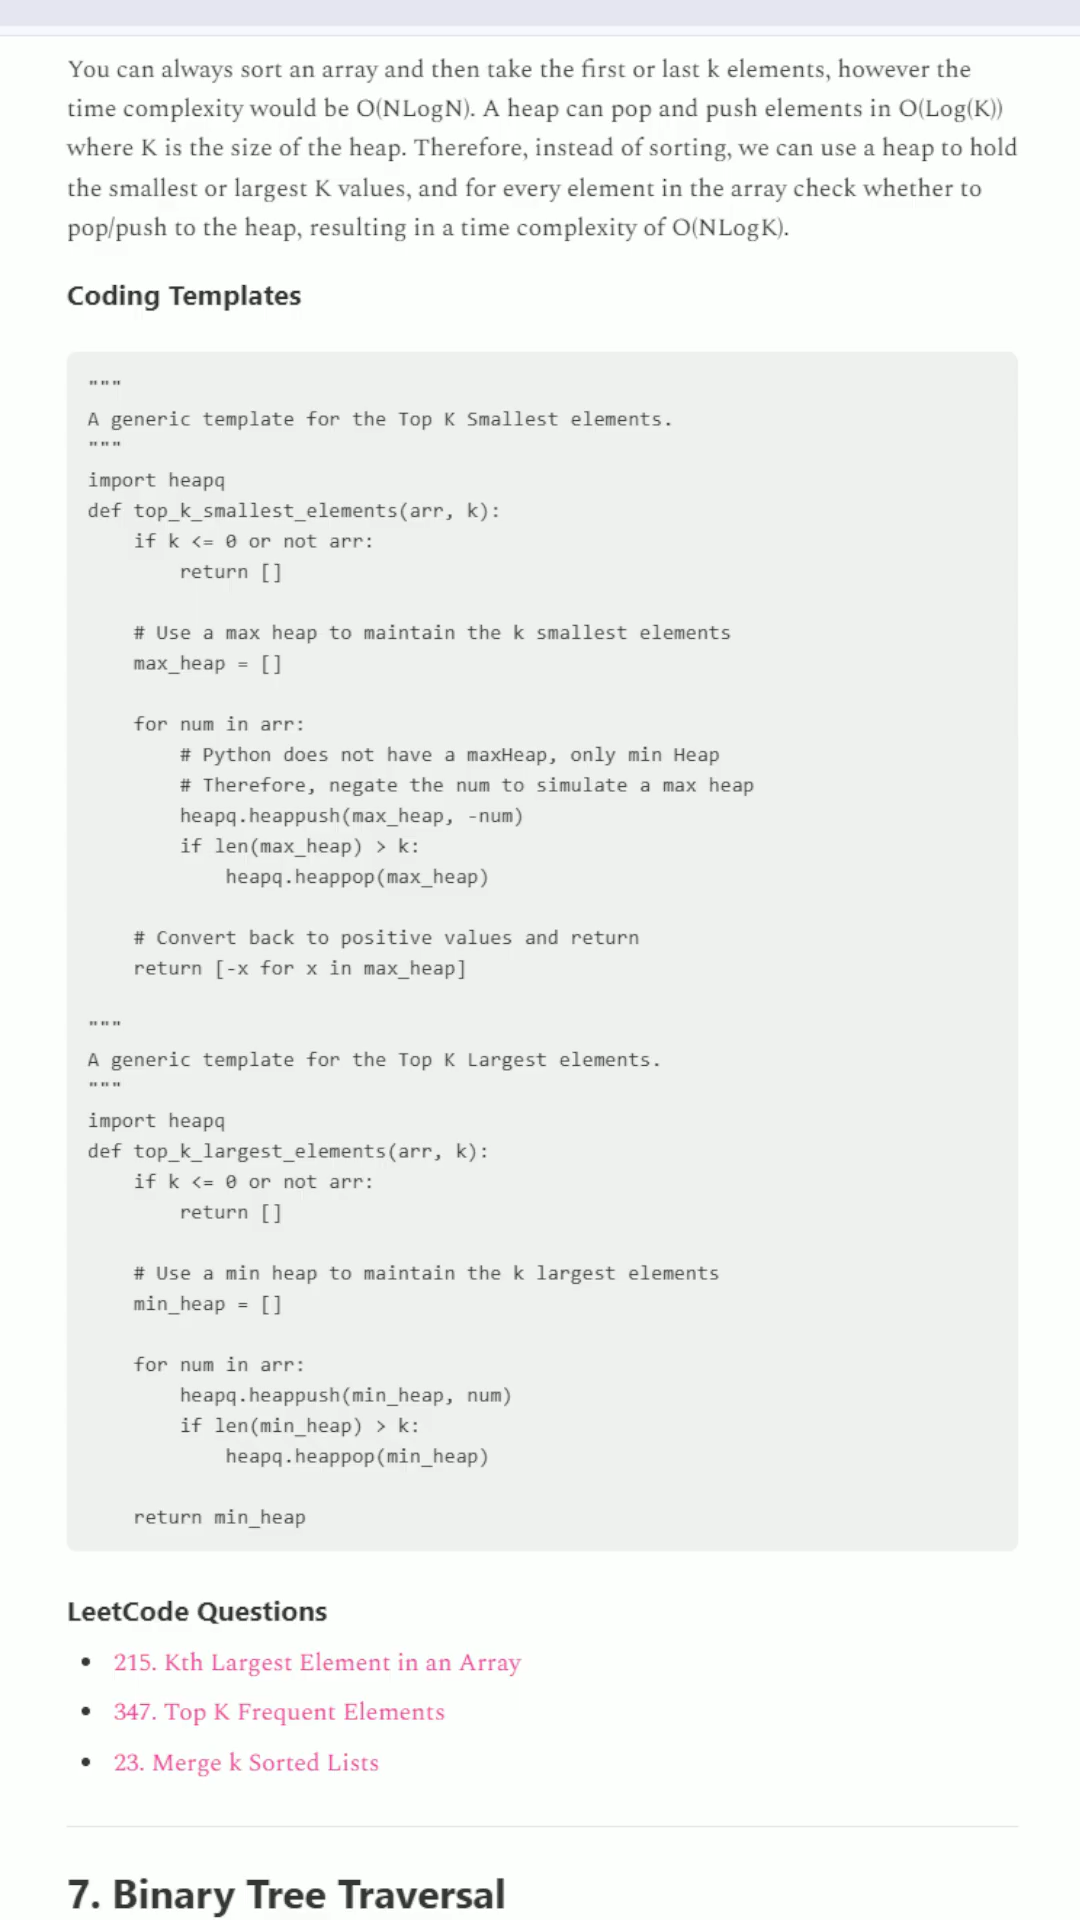 You can always sort an array and then take the first or last k elements, however the
time complexity would be O(NLogN). A heap can pop and push elements in O(Log(K))
where K is the size of the heap. Therefore, instead of sorting, we can use a heap to hold
the smallest or largest K values, and for every element in the array check whether to
pop/push to the heap, resulting in a time complexity of O(NLogK).
Coding Templates
"""
A generic template for the Top K Smallest elements.
"""
import heapq
def top_k_smallest_elements(arr, k):
    if k <= 0 or not arr:
        return []

    # Use a max heap to maintain the k smallest elements
    max_heap = []

    for num in arr:
        # Python does not have a maxHeap, only min Heap
        # Therefore, negate the num to simulate a max heap
        heapq.heappush(max_heap, -num)
        if len(max_heap) > k:
            heapq.heappop(max_heap)

    # Convert back to positive values and return
    return [-x for x in max_heap]

"""
A generic template for the Top K Largest elements.
"""
import heapq
def top_k_largest_elements(arr, k):
    if k <= 0 or not arr:
        return []

    # Use a min heap to maintain the k largest elements
    min_heap = []

    for num in arr:
        heapq.heappush(min_heap, num)
        if len(min_heap) > k:
            heapq.heappop(min_heap)

    return min_heap
LeetCode Questions
• 215. Kth Largest Element in an Array
• 347. Top K Frequent Elements
• 23. Merge k Sorted Lists
7. Binary Tree Traversal